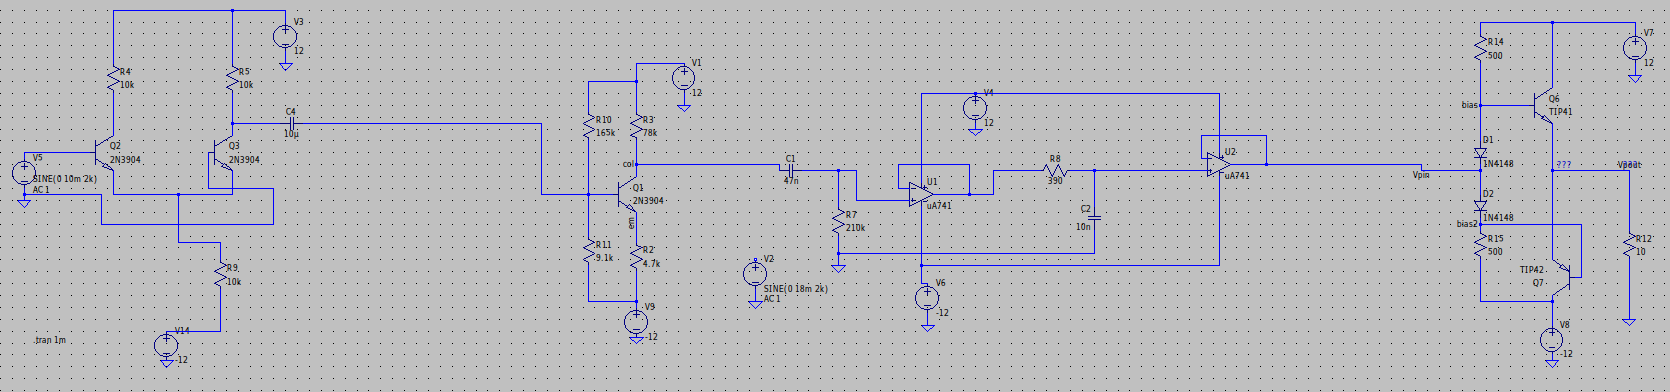 V3
12
R4
10k
R5
10k
C4
10µ
Q2
2N3904
Q3
2N3904
V5
SINE(0 10m 2k)
AC 1
R9
10k
V14
-12
.tran 1m
V1
12
R10
165k
R3
78k
col
Q1
2N3904
em
R11
9.1k
R2
4.7k
V9
-12
V2
SINE(0 18m 2k)
AC 1
C1
47n
R7
210k
V4
12
U1
uA741
R8
390
C2
10n
V6
-12
U2
uA741
Vpin
R14
500
V7
12
bias
Q6
TIP41
D1
1N4148
???
D2
1N4148
bias2
R15
500
R12
10
TIP42
Q7
V8
-12